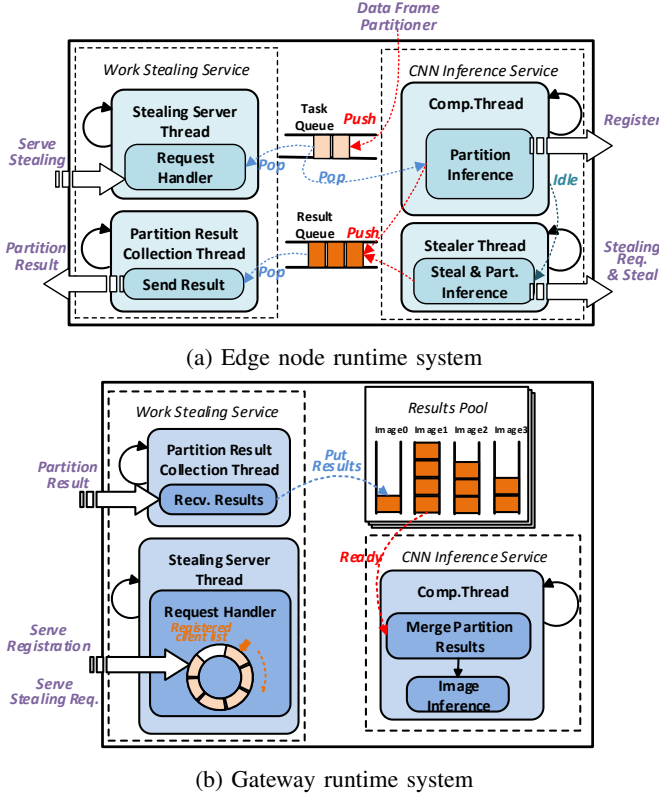 Data Frame
Partitioner
Work Stealing Service
CNN Inference Service
Stealing Server
Thread
Request
Handler
Serve
Stealing
Task
Queue
Push
Pop
Pop
Comp.Thread
Partition
Inference
Register
Idle
Partition Result
Collection Thread
Send Result
Partition
Result
Result
Queue
Push
Pop
Stealer Thread
Steal & Part.
Inference
Stealing
Req.
& Steal
(a) Edge node runtime system
Work Stealing Service
Partition Result
Collection Thread
Recv. Results
Partition
Result
Put
Results
Results Pool
Image0 Image1 Image2 Image3
Stealing Server
Thread
Request Handler
Registered
client list
Serve
Registration
Serve
Stealing Req.
Ready
CNN Inference Service
Comp.Thread
Merge Partition
Results
Image
Inference
(b) Gateway runtime system